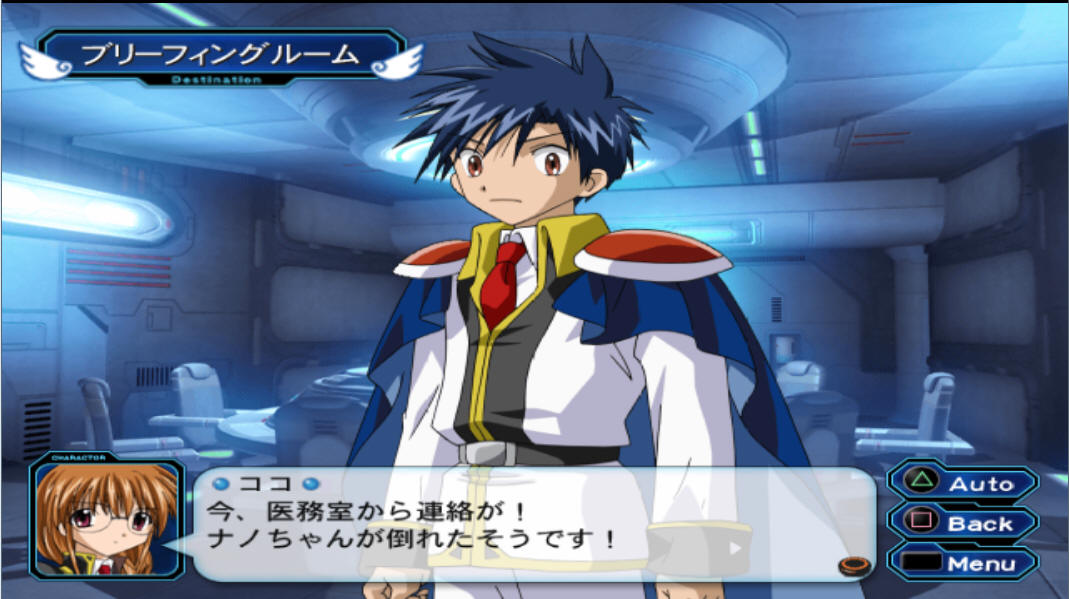 ブリーフィングルーム
Destination
CHARACTOR
ココ
今、医務室から連絡が！
ナノちゃんが倒れたそうです！
Auto
Back
Menu